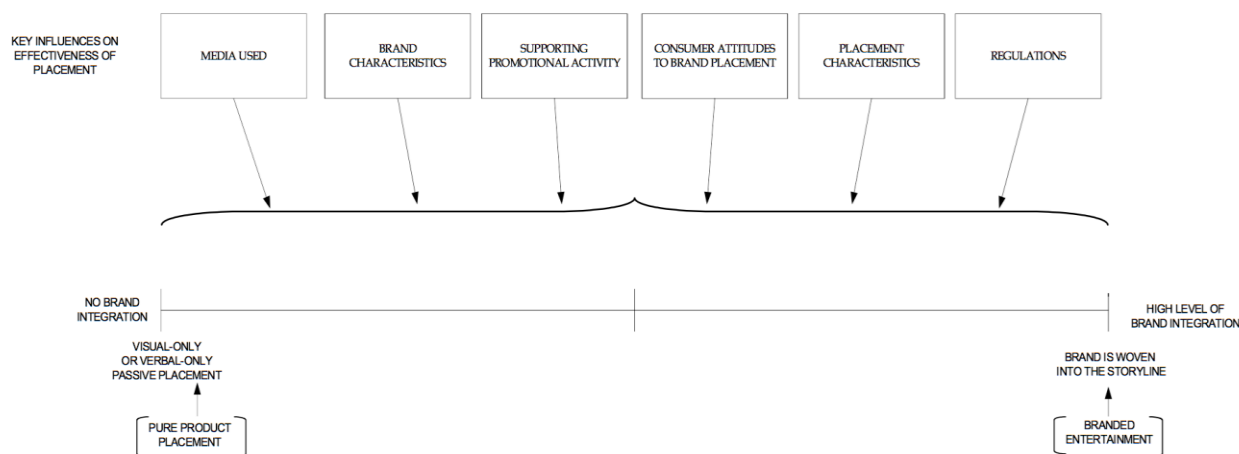 KEY INFLUENCES ON
EFFECTIVENESS OF
PLACEMENT
MEDIA USED
BRAND
CHARACTERISTICS
SUPPORTING
PROMOTIONAL ACTIVITY
CONSUMER ATTITUDES
TO BRAND PLACEMENT
PLACEMENT
CHARACTERISTICS
REGULATIONS
NO BRAND
INTEGRATION
HIGH LEVEL OF
BRAND INTEGRATION
VISUAL-ONLY
OR VERBAL-ONLY
PASSIVE PLACEMENT
BRAND IS WOVEN
INTO THE STORYLINE
PURE PRODUCT
PLACEMENT
BRANDED
ENTERTAINMENT